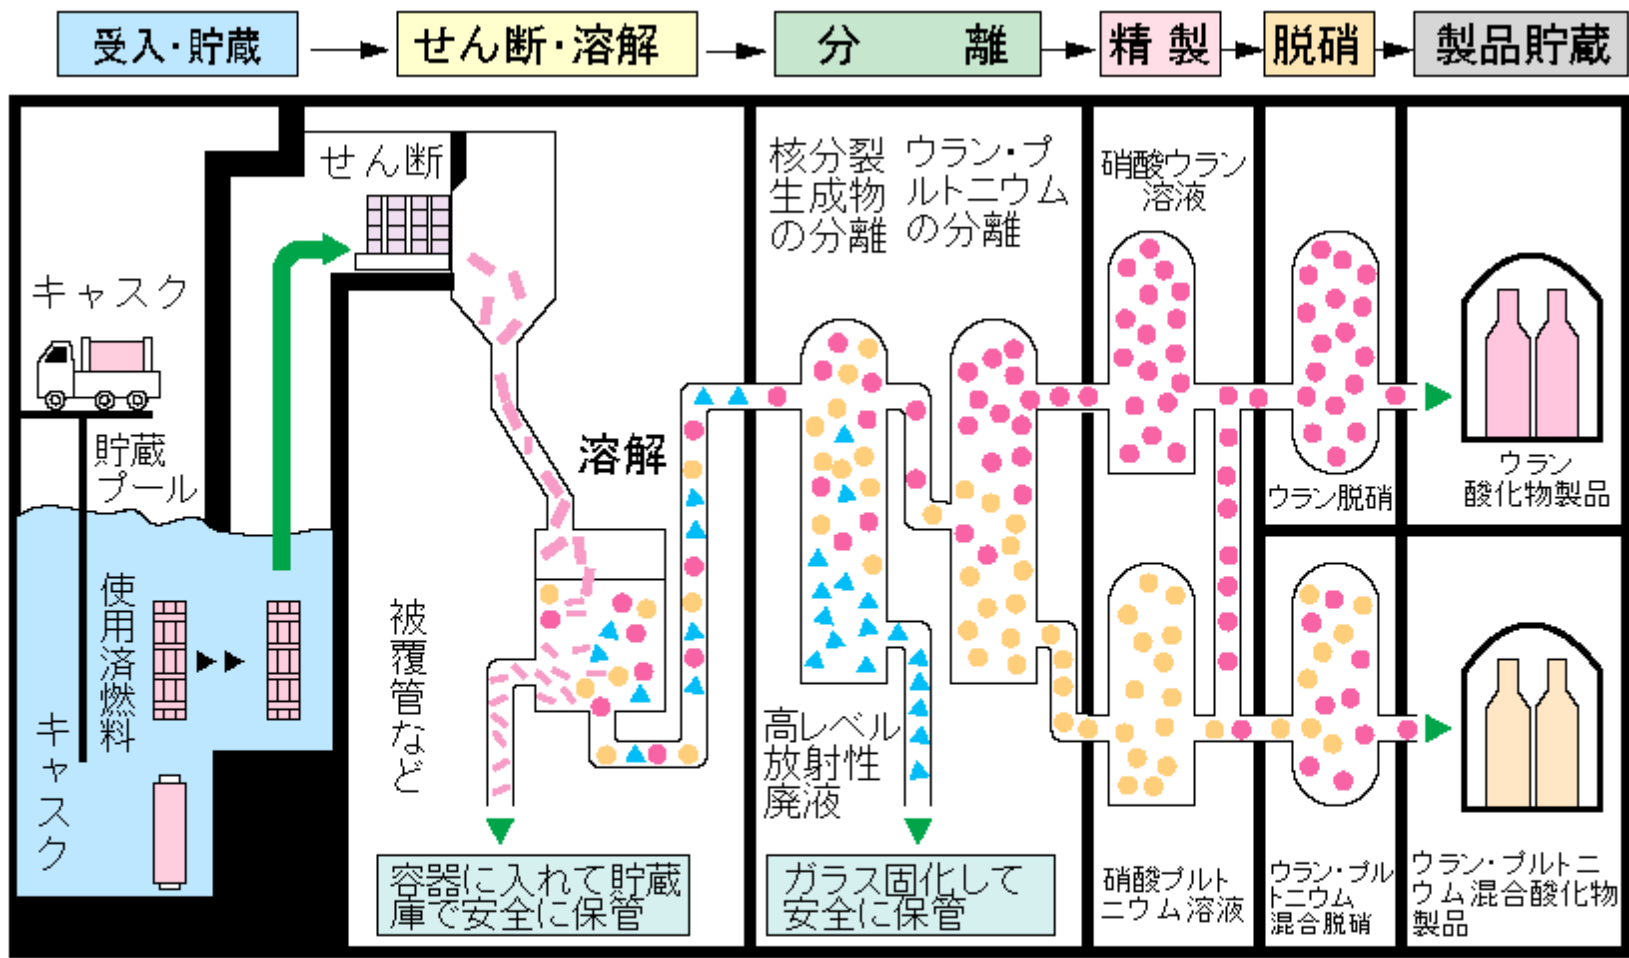 受入・貯蔵
せん断・溶解
分 離
精製
脱硝
製品貯蔵
キャスク
貯蔵
プール
使用済燃料
キャスク
せん断
溶解
被覆管など
容器に入れて貯蔵
庫で安全に保管
核分裂
生成物
の分離
ウラン・プ
ルトニウム
の分離
高レベル
放射性
廃液
ガラス固化して
安全に保管
硝酸ウラン
溶液
硝酸プルト
ニウム溶液
ウラン脱硝
ウラン・プル
トニウム
混合脱硝
ウラン
酸化物製品
ウラン・プルトニ
ウム混合酸化物
製品